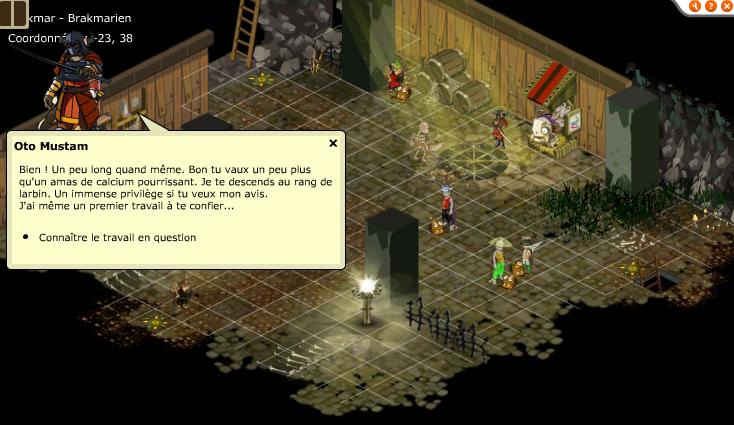 kmar - Brakmarien
Coordonn -23, 38
Oto Mustam
Bien ! Un peu long quand même. Bon tu vaux un peu plus
qu'un amas de calcium pourrissant. Je te descends au rang de
larbin. Un immense privilège si tu veux mon avis.
J'ai même un premier travail à te confier...
• Connaître le travail en question